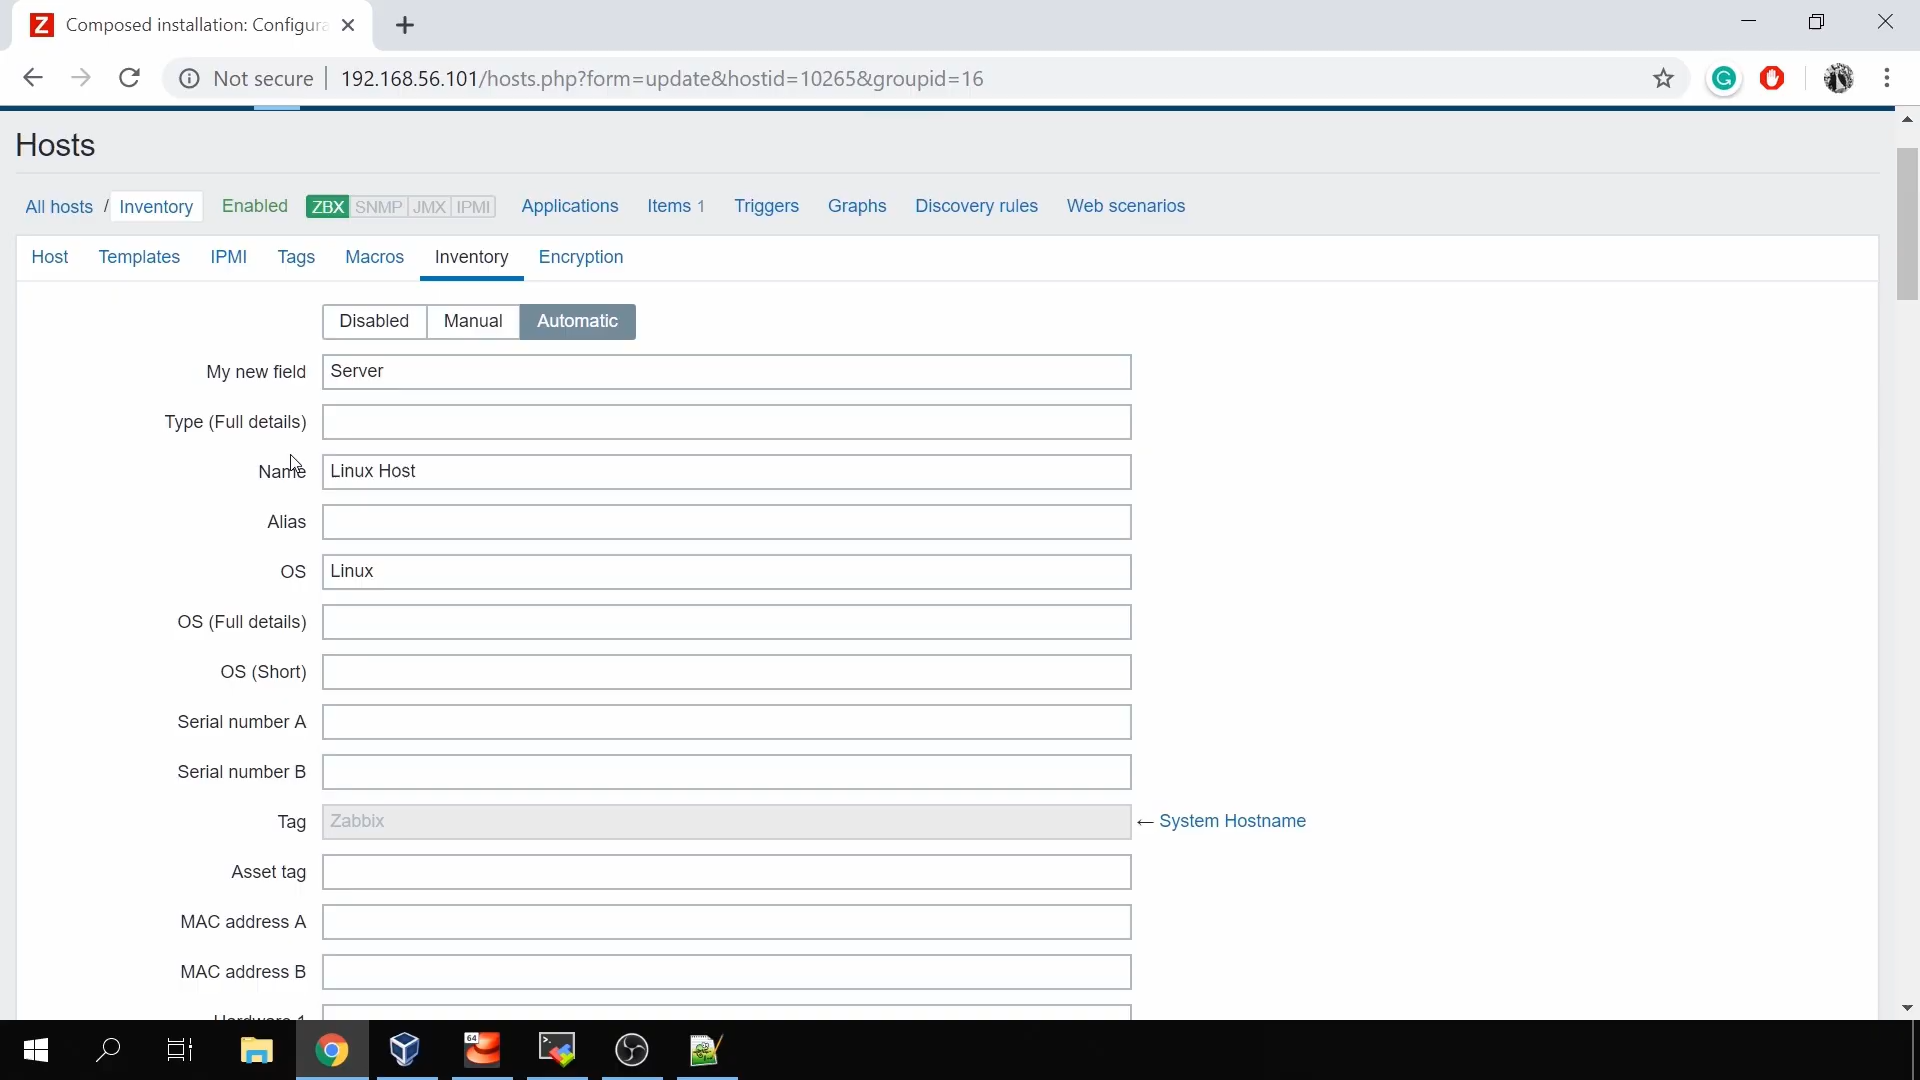 Z Composed installation: Configura
Not secure 192.168.56.101/hosts.php?form=update&hostid=10265&groupid=16
Hosts
All hosts / Inventory Enabled ZBX SNMP JMX IPMI Applications Items 1 Triggers Graphs Discovery rules Web scenarios
Host Templates IPMI Tags Macros Inventory Encryption
Disabled Manual Automatic
My new field Server
Type (Full details)
Name Linux Host
Alias
OS Linux
OS (Full details)
OS (Short)
Serial number A
Serial number B
Tag Zabbix ← System Hostname
Asset tag
MAC address A
MAC address B
Hardware 1
64